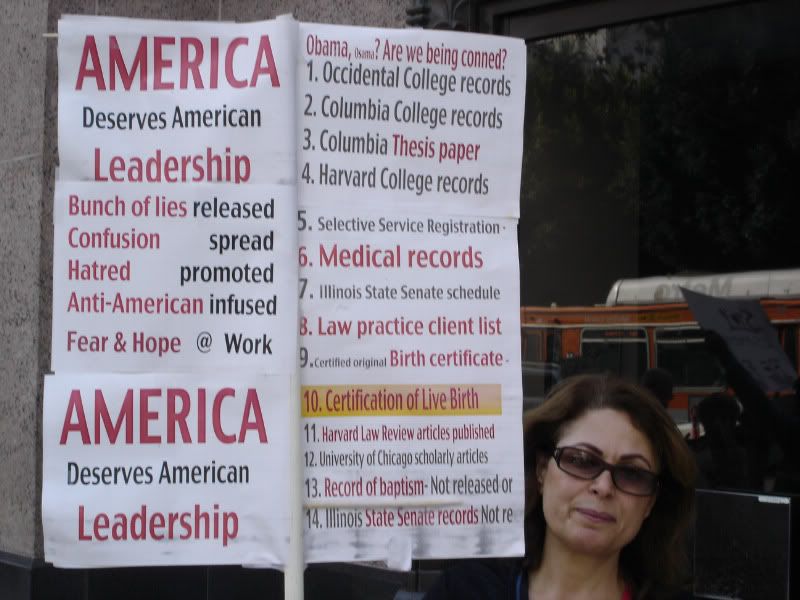 AMERICA
Deserves American
Leadership
Bunch of lies released
Confusion spread
Hatred promoted
Anti-American infused
Fear & Hope @ Work
AMERICA
Deserves American
Leadership
Obama, Osama? Are we being conned?
1. Occidental College records
2. Columbia College records
3. Columbia Thesis paper
4. Harvard College records
5. Selective Service Registration -
6. Medical records
7. Illinois State Senate schedule
8. Law practice client list
9. Certified original Birth certificate -
10. Certification of Live Birth
11. Harvard Law Review articles published
12. University of Chicago scholarly articles
13. Record of baptism- Not released or
14. Illinois State Senate records Not re